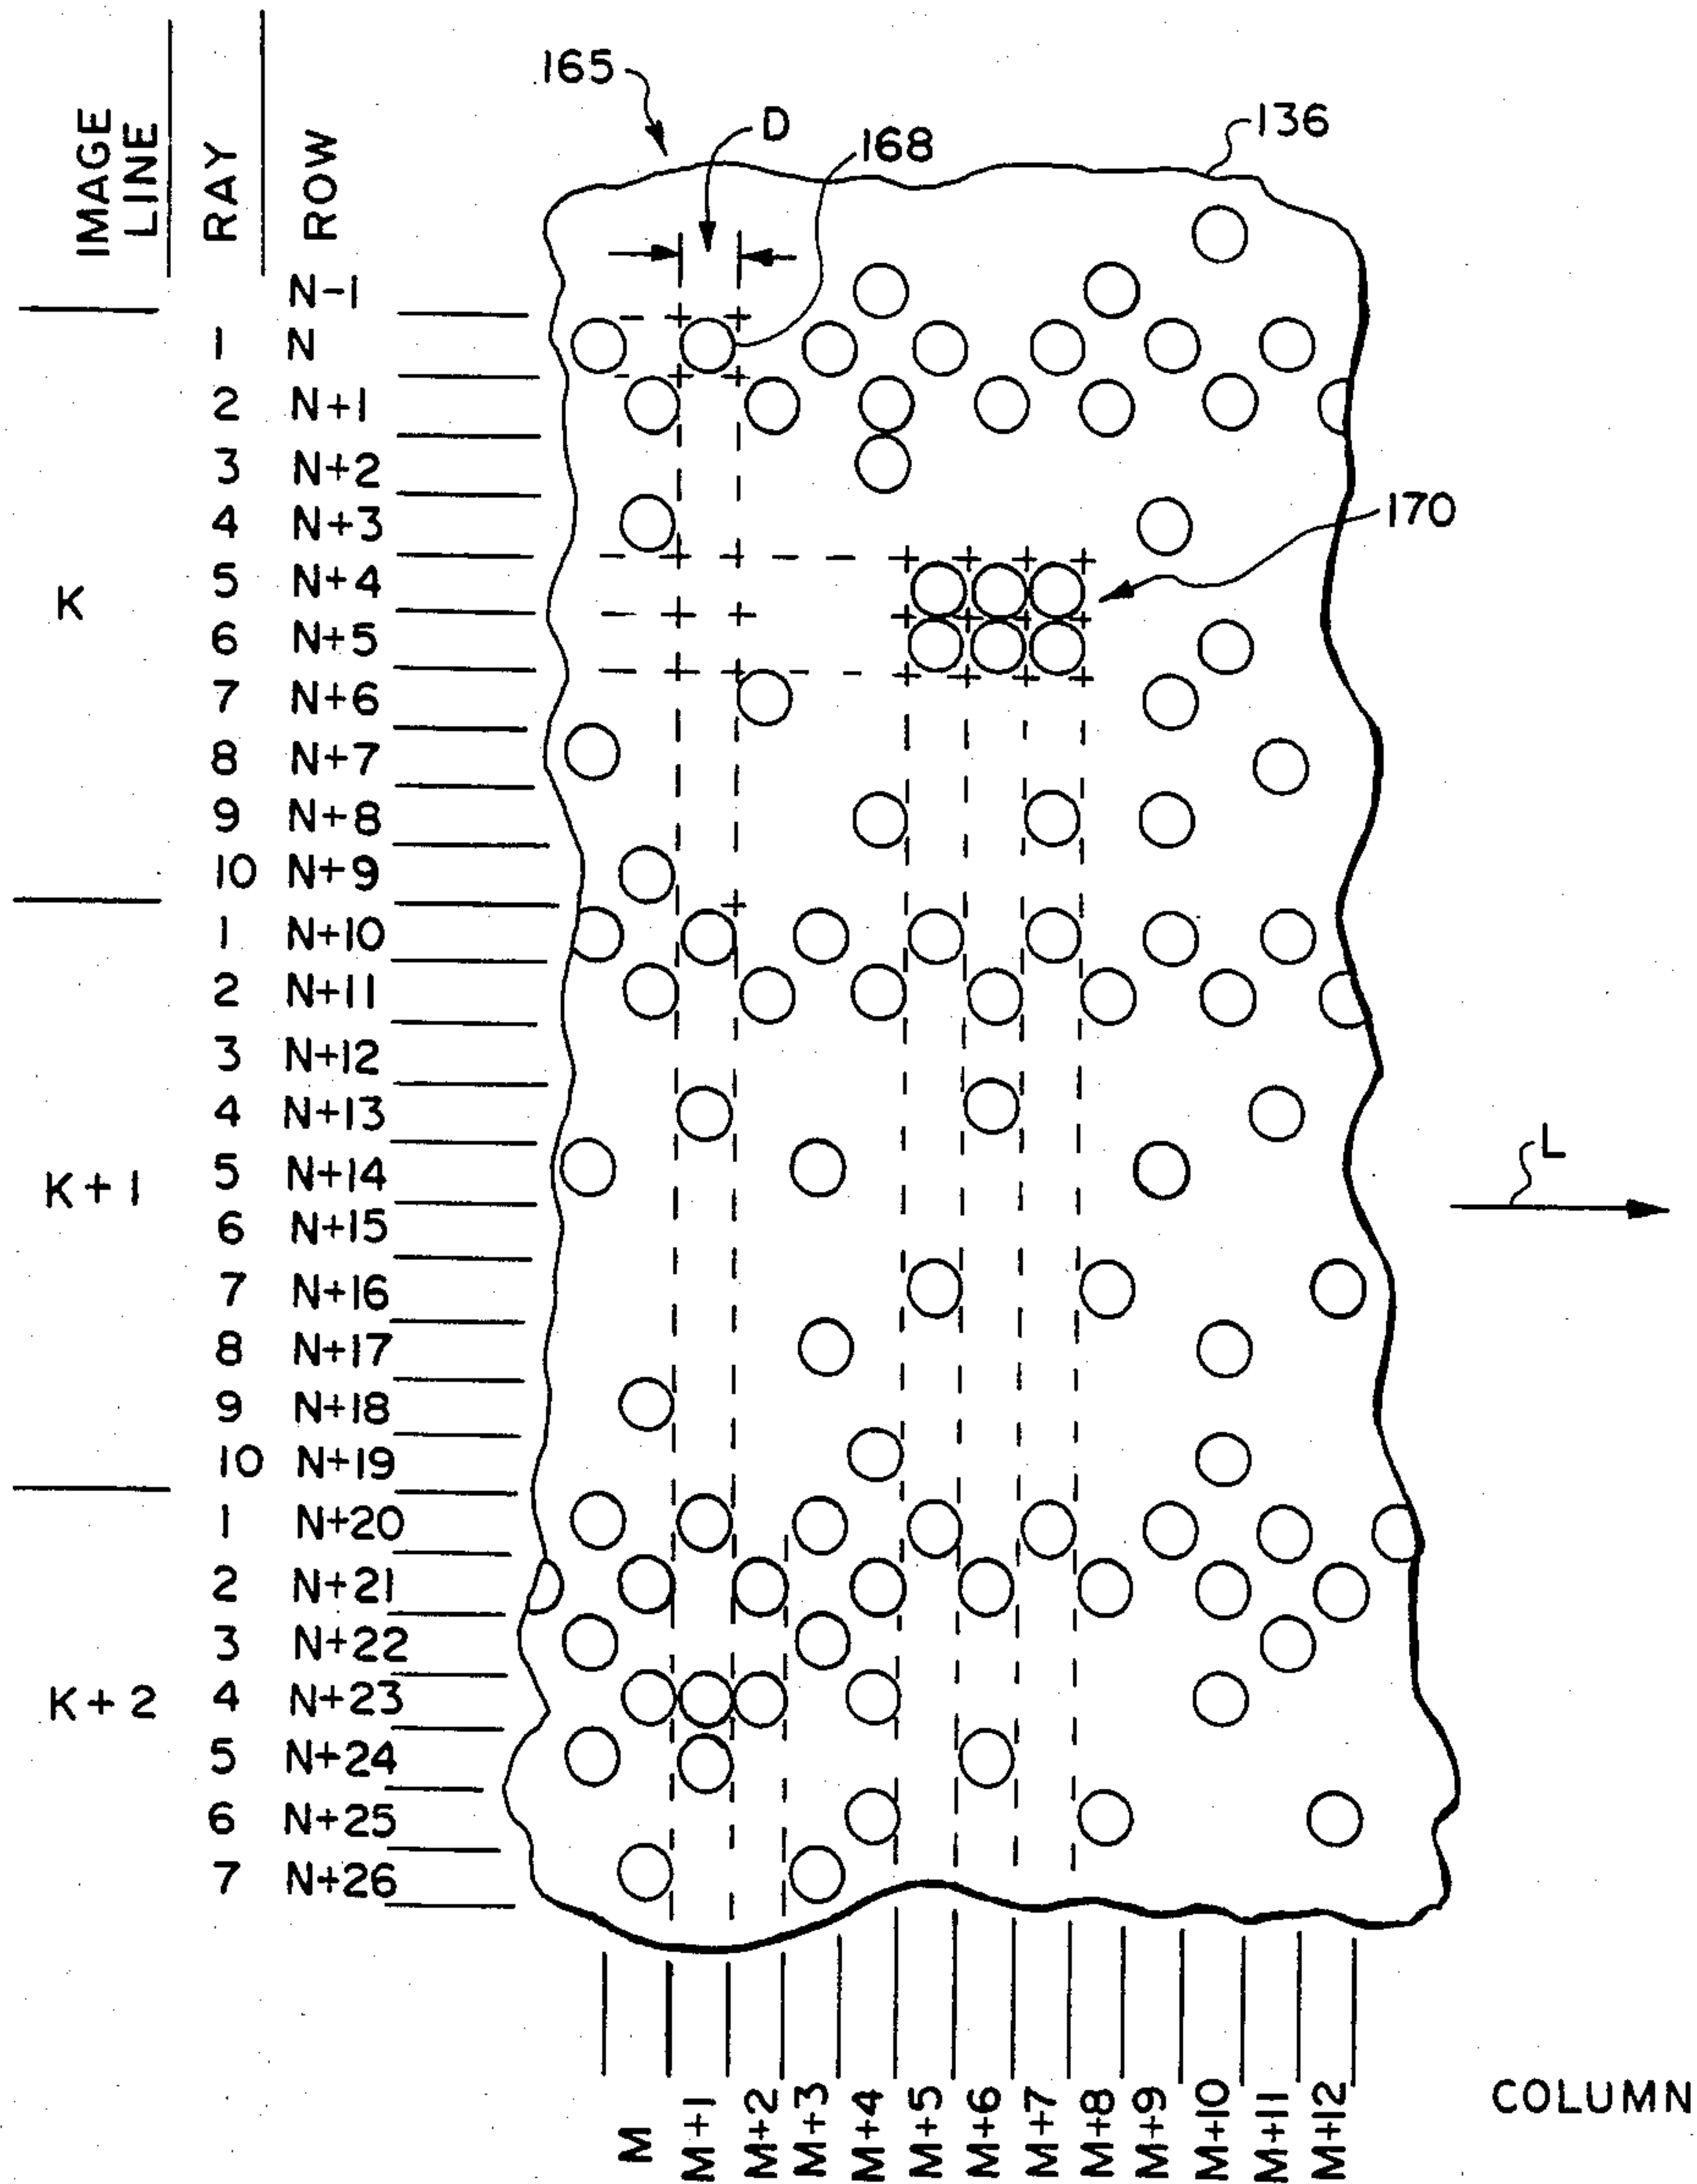 165
D
168
136
IMAGE LINE
RAY
ROW
N-1
1 N
2 N+1
3 N+2
4 N+3
170
K
5 N+4
6 N+5
7 N+6
8 N+7
9 N+8
10 N+9
1 N+10
2 N+11
3 N+12
4 N+13
L
K+1
5 N+14
6 N+15
7 N+16
8 N+17
9 N+18
10 N+19
1 N+20
2 N+21
3 N+22
K+2
4 N+23
5 N+24
6 N+25
7 N+26
M
M+1
M+2
M+3
M+4
M+5
M+6
M+7
M+8
M+9
M+10
M+11
M+12
COLUMN